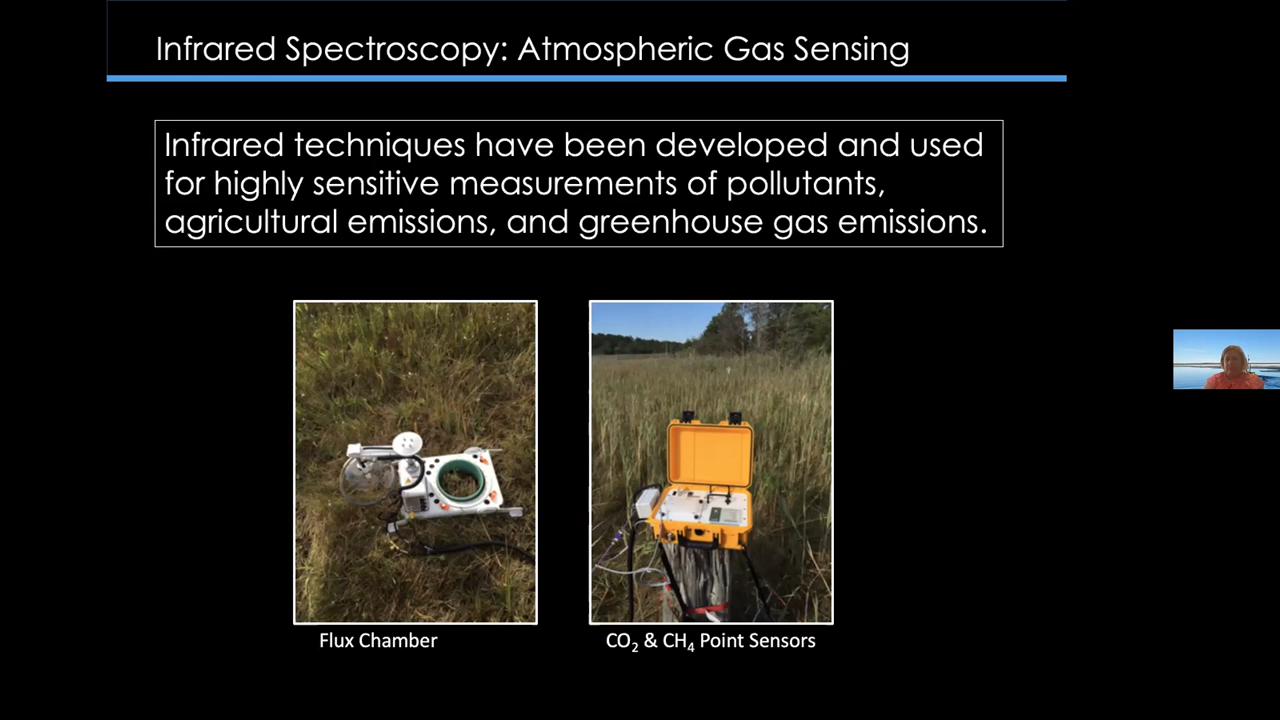 Infrared Spectroscopy: Atmospheric Gas Sensing
Infrared techniques have been developed and used
for highly sensitive measurements of pollutants,
agricultural emissions, and greenhouse gas emissions.
Flux Chamber
CO₂ & CH₄ Point Sensors